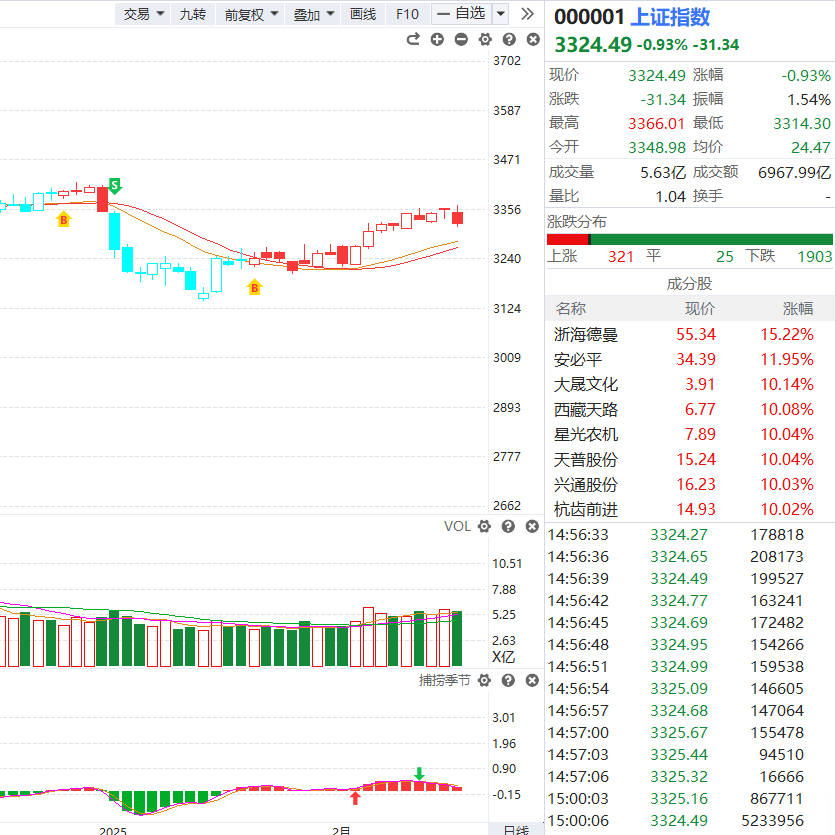 交易 九转 前复权 叠加 画线 F10 一 自选
3702
3587
3471
3356
3240
3124
3009
2893
2777
2662
S
B
B
VOL
10.51
7.88
5.25
2.63
X亿
捕捞季节
3.01
1.96
0.90
-0.15
2025 2月 日线
000001 上证指数
3324.49 -0.93% -31.34
现价 3324.49 涨幅 -0.93%
涨跌 -31.34 振幅 1.54%
最高 3366.01 最低 3314.30
今开 3348.98 均价 24.47
成交量 5.63亿 成交额 6967.99亿
量比 1.04 换手 -
涨跌分布
上涨 321 平 25 下跌 1903
成分股
名称 现价 涨幅
浙海德曼 55.34 15.22%
安必平 34.39 11.95%
大晟文化 3.91 10.14%
西藏天路 6.77 10.08%
星光农机 7.89 10.04%
天普股份 15.24 10.04%
兴通股份 16.23 10.03%
杭齿前进 14.93 10.02%
14:56:33 3324.27 178818
14:56:36 3324.65 208173
14:56:39 3324.49 199527
14:56:42 3324.77 163241
14:56:45 3324.69 172482
14:56:48 3324.95 154266
14:56:51 3324.99 159538
14:56:54 3325.09 146605
14:56:57 3324.68 147064
14:57:00 3325.67 155478
14:57:03 3325.44 94510
14:57:06 3325.32 16666
15:00:03 3325.16 867711
15:00:06 3324.49 5233956